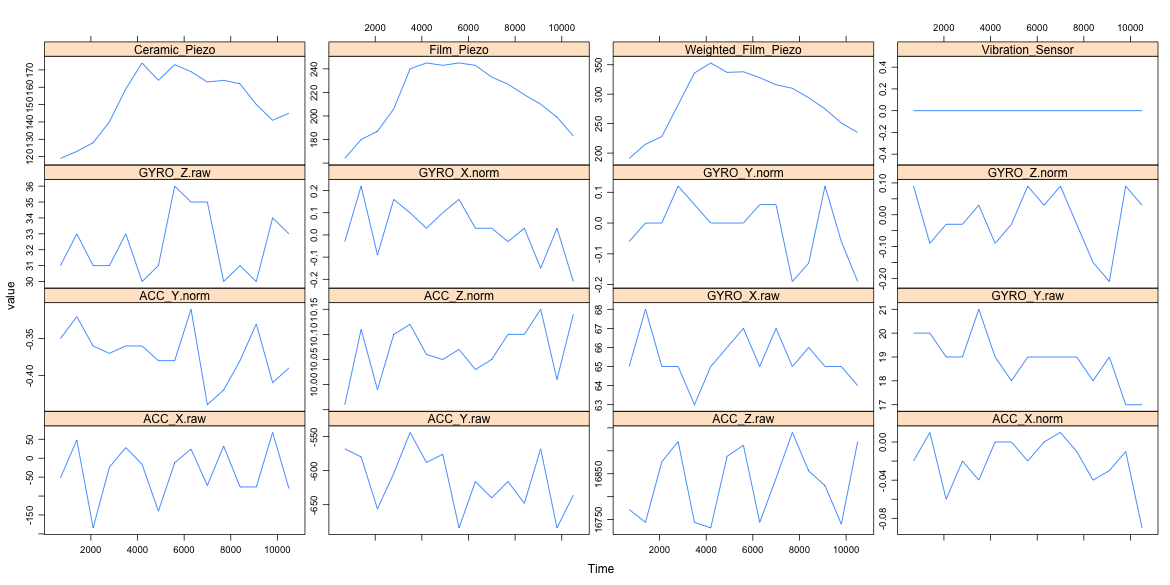 2000 4000 6000 8000 10000 2000 4000 6000 8000 10000
Ceramic_Piezo Film_Piezo Weighted_Film_Piezo Vibration_Sensor
120 130 140 150 160 170
180 200 220 240
200 250 300 350
-0.4 -0.2 0.0 0.2 0.4
GYRO_Z.raw GYRO_X.norm GYRO_Y.norm GYRO_Z.norm
30 31 32 33 34 35 36
-0.2 -0.1 0.0 0.1 0.2
-0.2 -0.1 0.0 0.1
-0.20 -0.10 0.00 0.10
ACC_Y.norm ACC_Z.norm GYRO_X.raw GYRO_Y.raw
-0.40 -0.35
10.00 10.05 10.10 10.15
63 64 65 66 67 68
17 18 19 20 21
ACC_X.raw ACC_Y.raw ACC_Z.raw ACC_X.norm
-150 -50 0 50
-650 -600 -550
16750 16850
-0.08 -0.04 0.00
2000 4000 6000 8000 10000 2000 4000 6000 8000 10000
value
Time